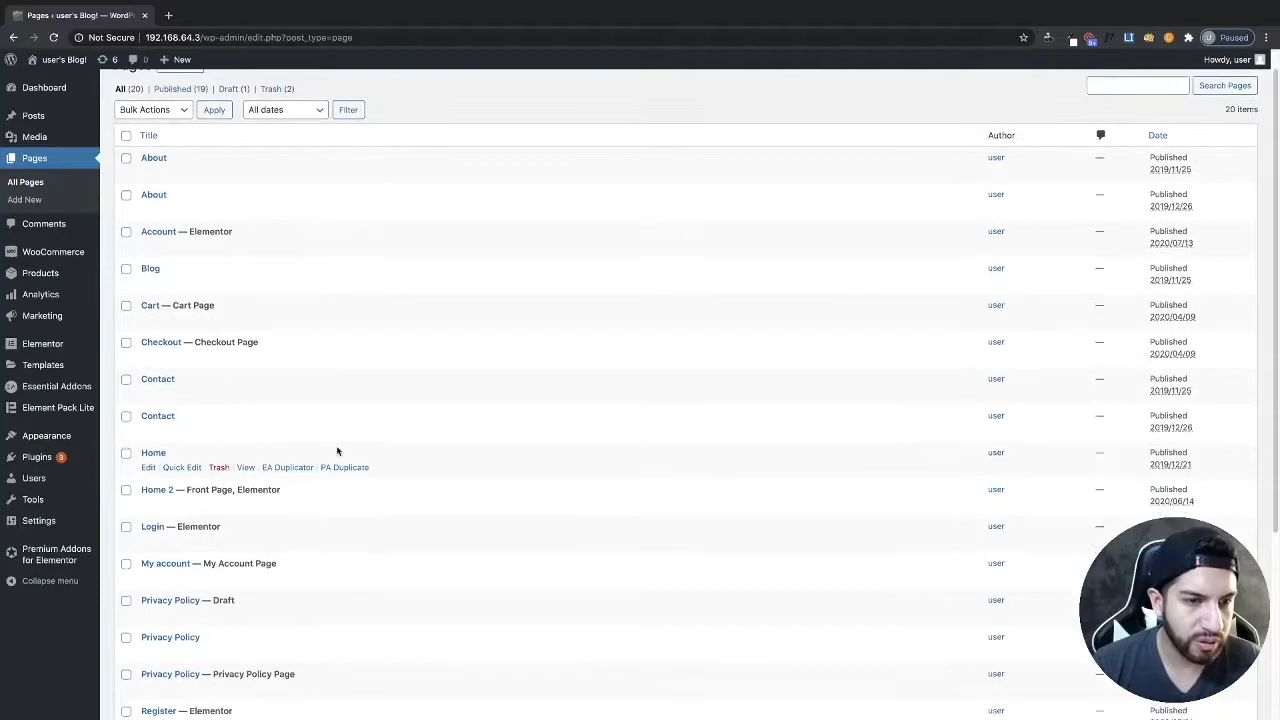 Pages ‹ user's Blog! — WordPr
Not Secure | 192.168.64.3/wp-admin/edit.php?post_type=page
9+
Paused
user's Blog! 6 0 New
Howdy, user
Dashboard
Posts
Media
Pages
All Pages
Add New
Comments
WooCommerce
Products
Analytics
Marketing
Elementor
Templates
Essential Addons
Element Pack Lite
Appearance
Plugins 3
Users
Tools
Settings
Premium Addons
for Elementor
Collapse menu
All (20) | Published (19) | Draft (1) | Trash (2)
Search Pages
Bulk Actions Apply All dates Filter
20 items
Title Author Date
About user — Published
2019/11/25
About user — Published
2019/12/26
Account — Elementor user — Published
2020/07/13
Blog user — Published
2019/11/25
Cart — Cart Page user — Published
2020/04/09
Checkout — Checkout Page user — Published
2020/04/09
Contact user — Published
2019/11/25
Contact user — Published
2019/12/26
Home user — Published
Edit | Quick Edit | Trash | View | EA Duplicator | PA Duplicate 2019/12/21
Home 2 — Front Page, Elementor user — Published
2020/06/14
Login — Elementor user —
My account — My Account Page user
Privacy Policy — Draft user
Privacy Policy user
Privacy Policy — Privacy Policy Page user
Register — Elementor user —